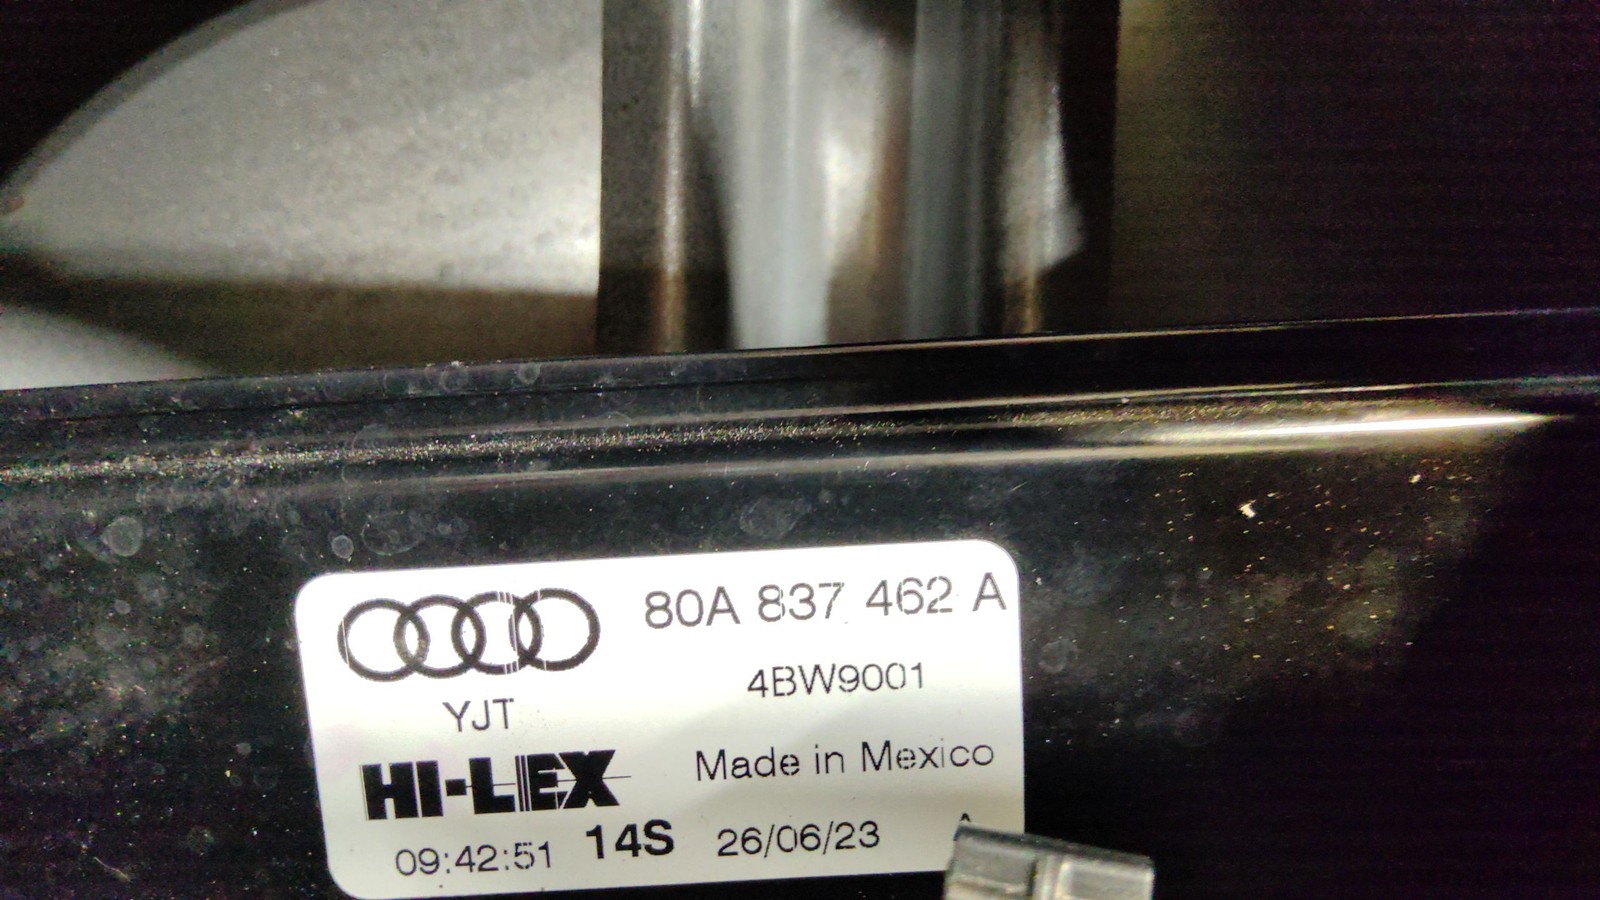 80A 837 462 A
4BW9001
YJT
HI-LEX
Made in Mexico
09:42:51 14S 26/06/23